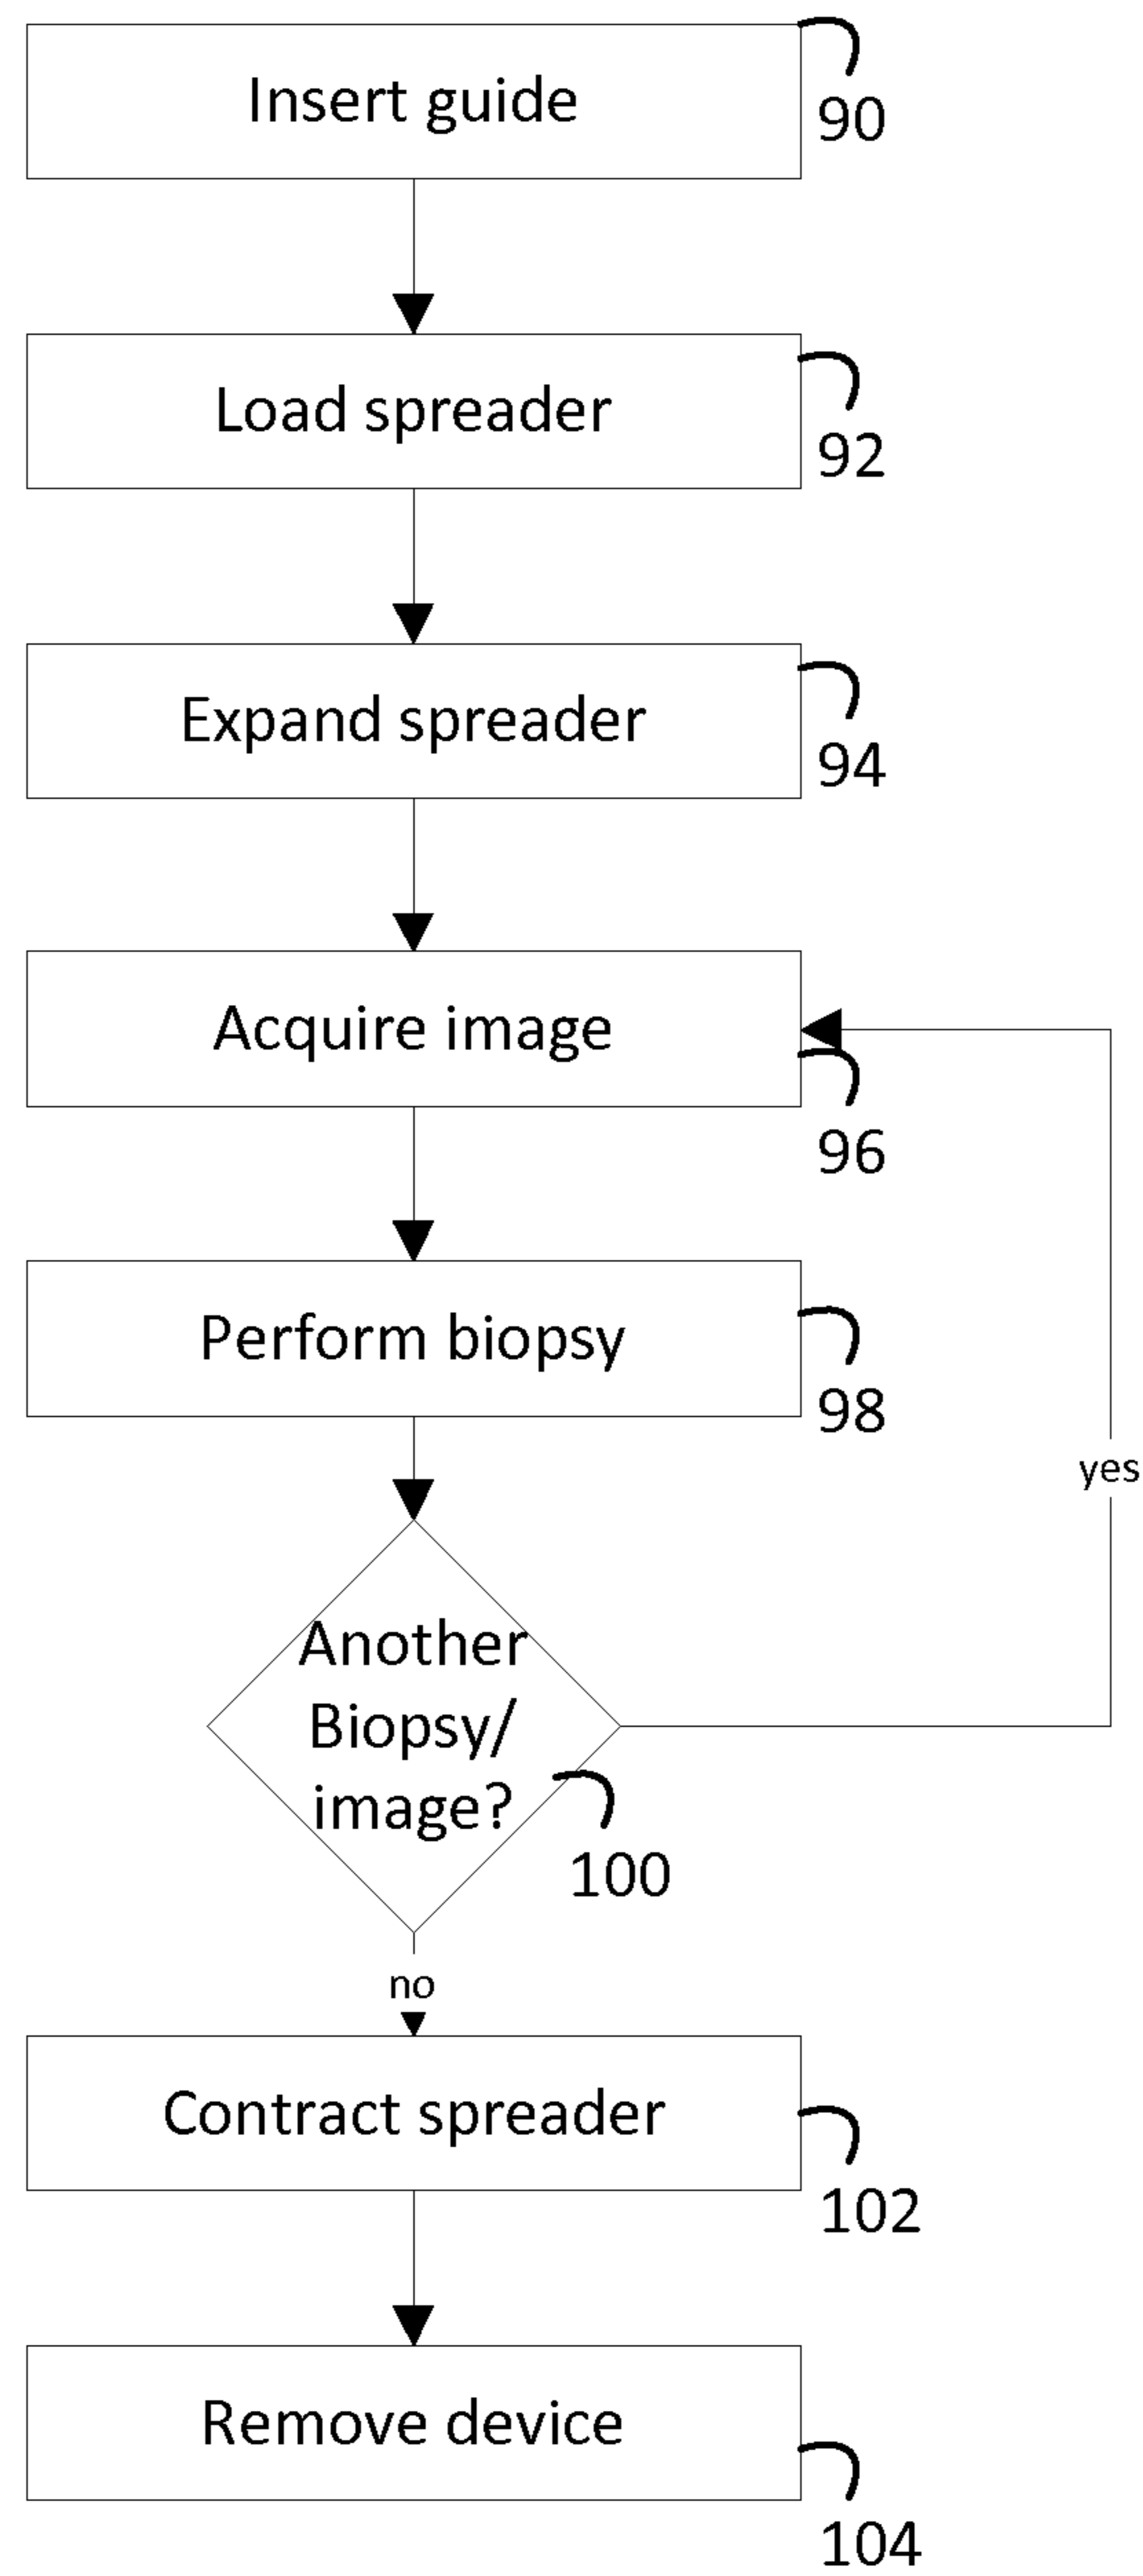 Insert guide
90
Load spreader
92
Expand spreader
94
Acquire image
96
Perform biopsy
98
yes
Another
Biopsy/
image?
100
no
Contract spreader
102
Remove device
104